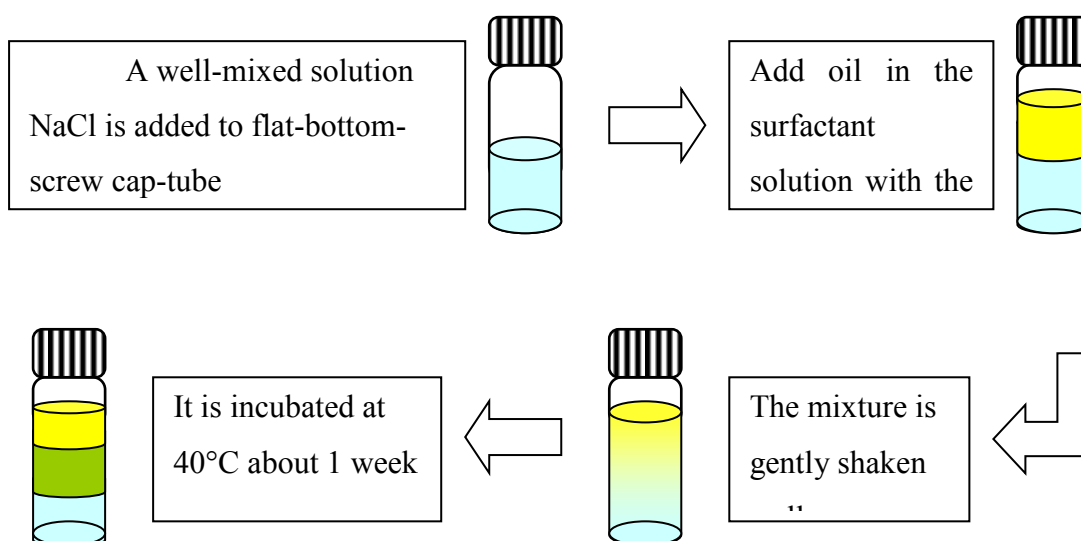 A well-mixed solution
NaCl is added to flat-bottom-
screw cap-tube
Add oil in the
surfactant
solution with the
It is incubated at
40°C about 1 week
The mixture is
gently shaken